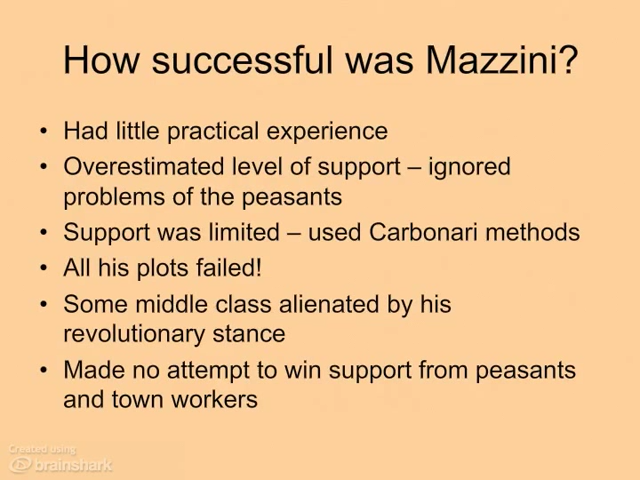 How successful was Mazzini?
• Had little practical experience
• Overestimated level of support – ignored
problems of the peasants
• Support was limited – used Carbonari methods
• All his plots failed!
• Some middle class alienated by his
revolutionary stance
• Made no attempt to win support from peasants
and town workers
Created using
brainshark